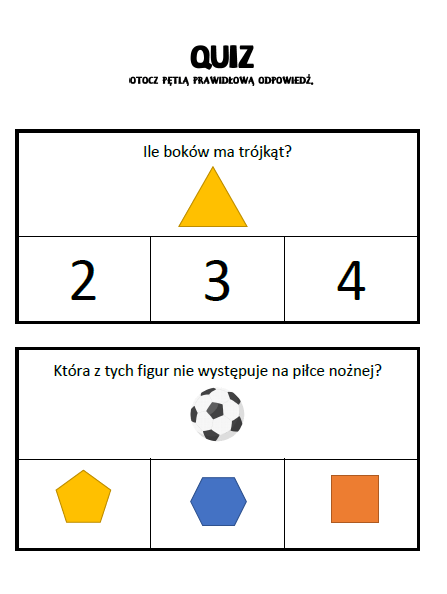 QUIZ
OTOCZ PĘTLĄ PRAWIDŁOWĄ ODPOWIEDŹ.
Ile boków ma trójkąt?
2 3 4
Która z tych figur nie występuje na piłce nożnej?